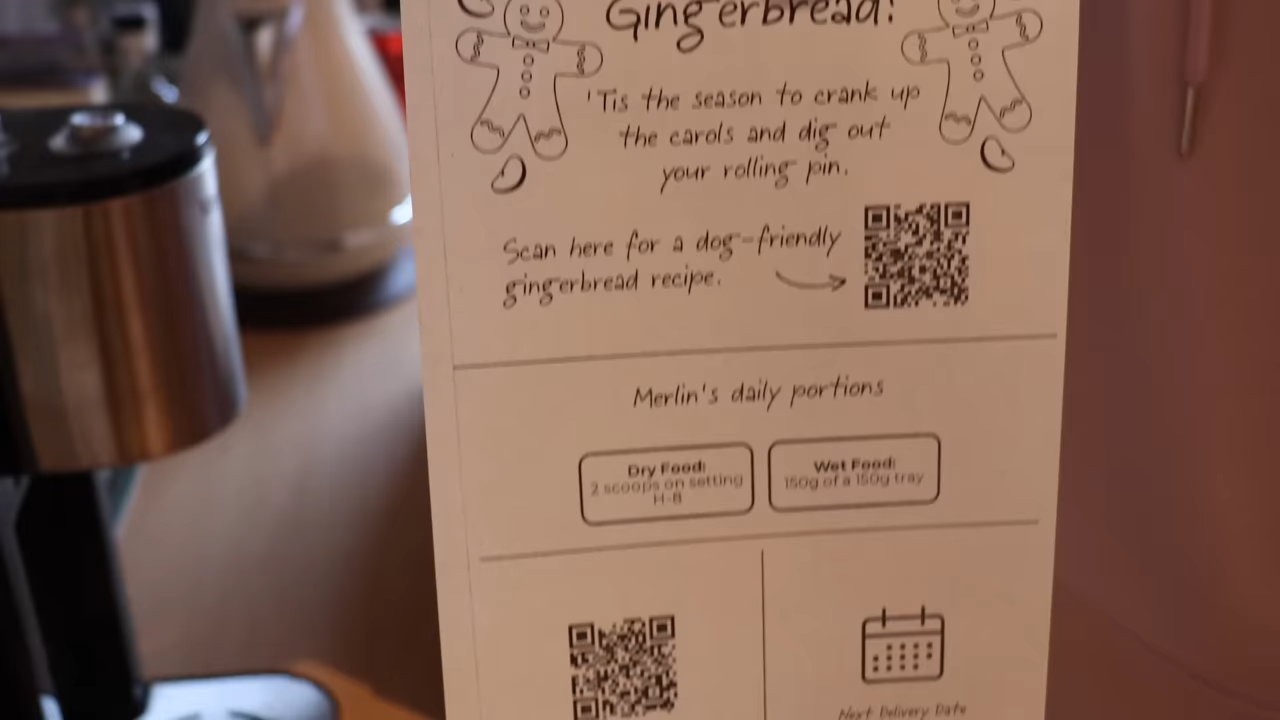 Gingerbread!
'Tis the season to crank up
the carols and dig out
your rolling pin.
Scan here for a dog-friendly
gingerbread recipe.
Merlin's daily portions
Dry Food:
2 scoops on setting
H-8
Wet Food:
150g of a 150g tray
Next Delivery Date